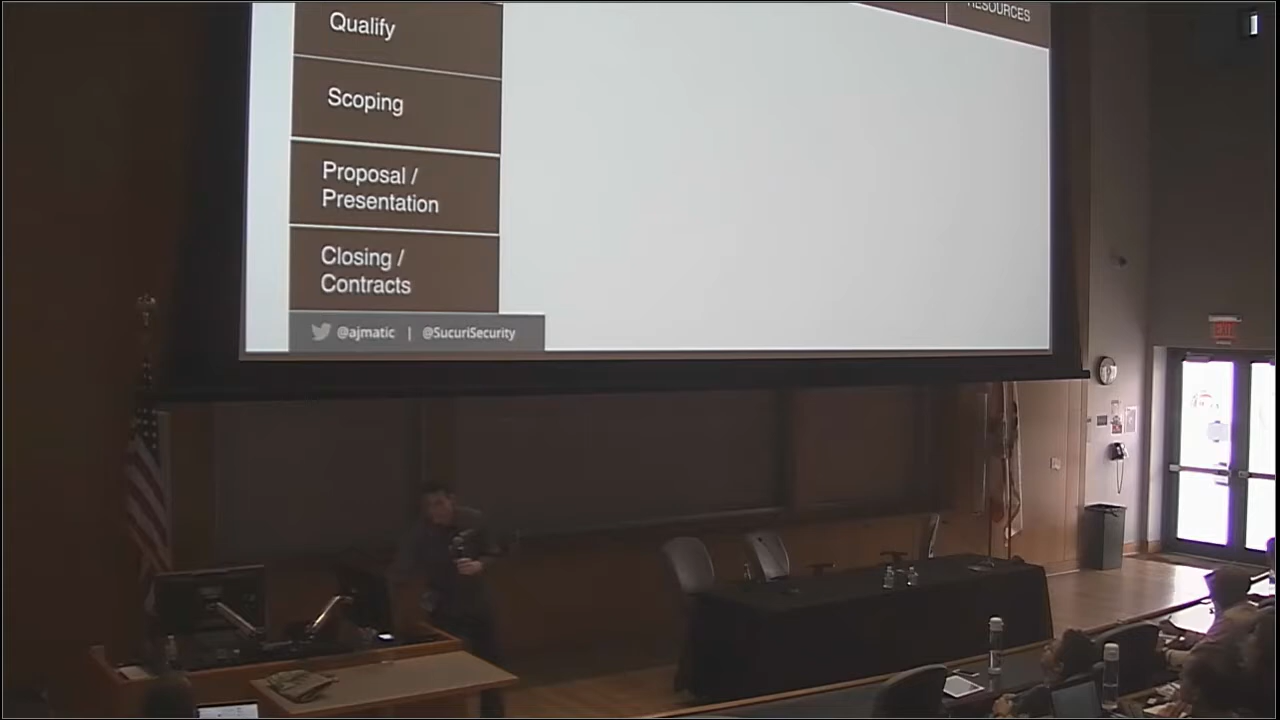 RESOURCES
Qualify
Scoping
Proposal /
Presentation
Closing /
Contracts
@ajmatic | @SucuriSecurity
EXIT